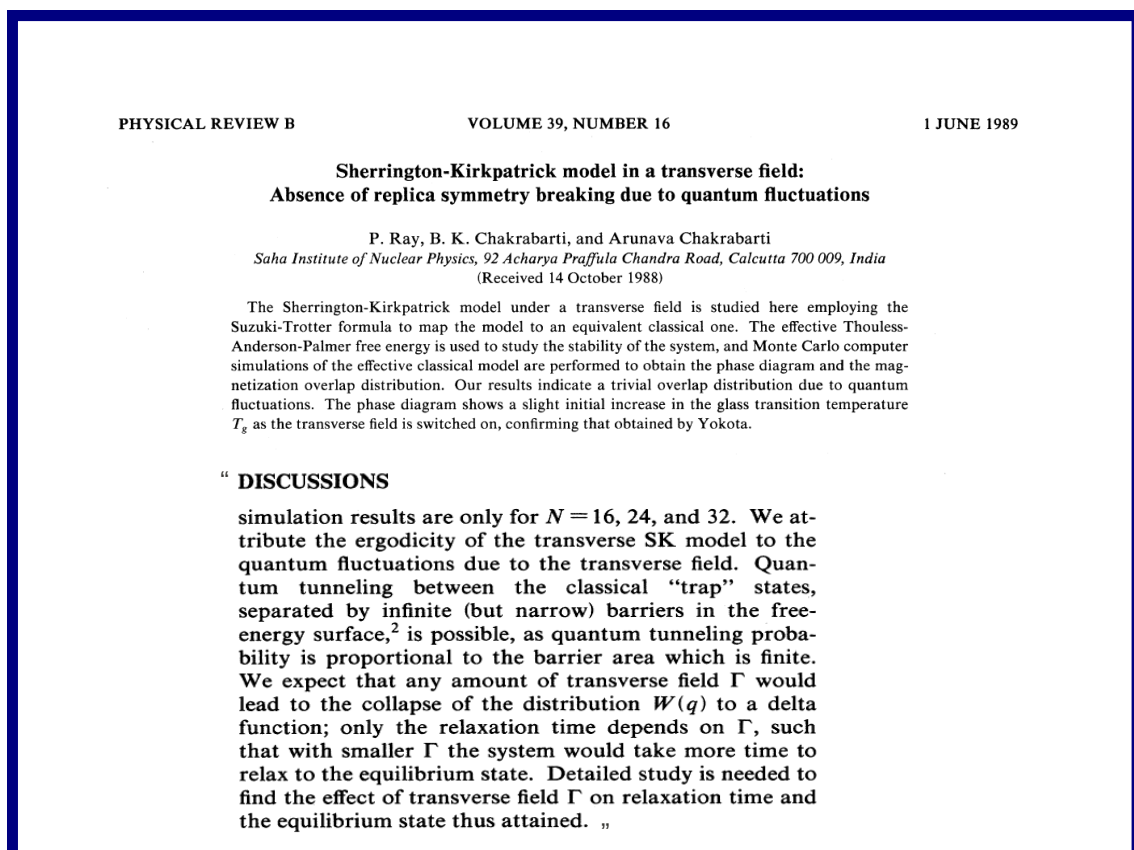 PHYSICAL REVIEW B VOLUME 39, NUMBER 16 1 JUNE 1989
Sherrington-Kirkpatrick model in a transverse field:
Absence of replica symmetry breaking due to quantum fluctuations
P. Ray, B. K. Chakrabarti, and Arunava Chakrabarti
Saha Institute of Nuclear Physics, 92 Acharya Praffula Chandra Road, Calcutta 700 009, India
(Received 14 October 1988)
The Sherrington-Kirkpatrick model under a transverse field is studied here employing the
Suzuki-Trotter formula to map the model to an equivalent classical one. The effective Thouless-
Anderson-Palmer free energy is used to study the stability of the system, and Monte Carlo computer
simulations of the effective classical model are performed to obtain the phase diagram and the mag-
netization overlap distribution. Our results indicate a trivial overlap distribution due to quantum
fluctuations. The phase diagram shows a slight initial increase in the glass transition temperature
T_g as the transverse field is switched on, confirming that obtained by Yokota.
“ DISCUSSIONS
simulation results are only for N = 16, 24, and 32. We at-
tribute the ergodicity of the transverse SK model to the
quantum fluctuations due to the transverse field. Quan-
tum tunneling between the classical “trap” states,
separated by infinite (but narrow) barriers in the free-
energy surface,² is possible, as quantum tunneling proba-
bility is proportional to the barrier area which is finite.
We expect that any amount of transverse field Γ would
lead to the collapse of the distribution W(q) to a delta
function; only the relaxation time depends on Γ, such
that with smaller Γ the system would take more time to
relax to the equilibrium state. Detailed study is needed to
find the effect of transverse field Γ on relaxation time and
the equilibrium state thus attained. „